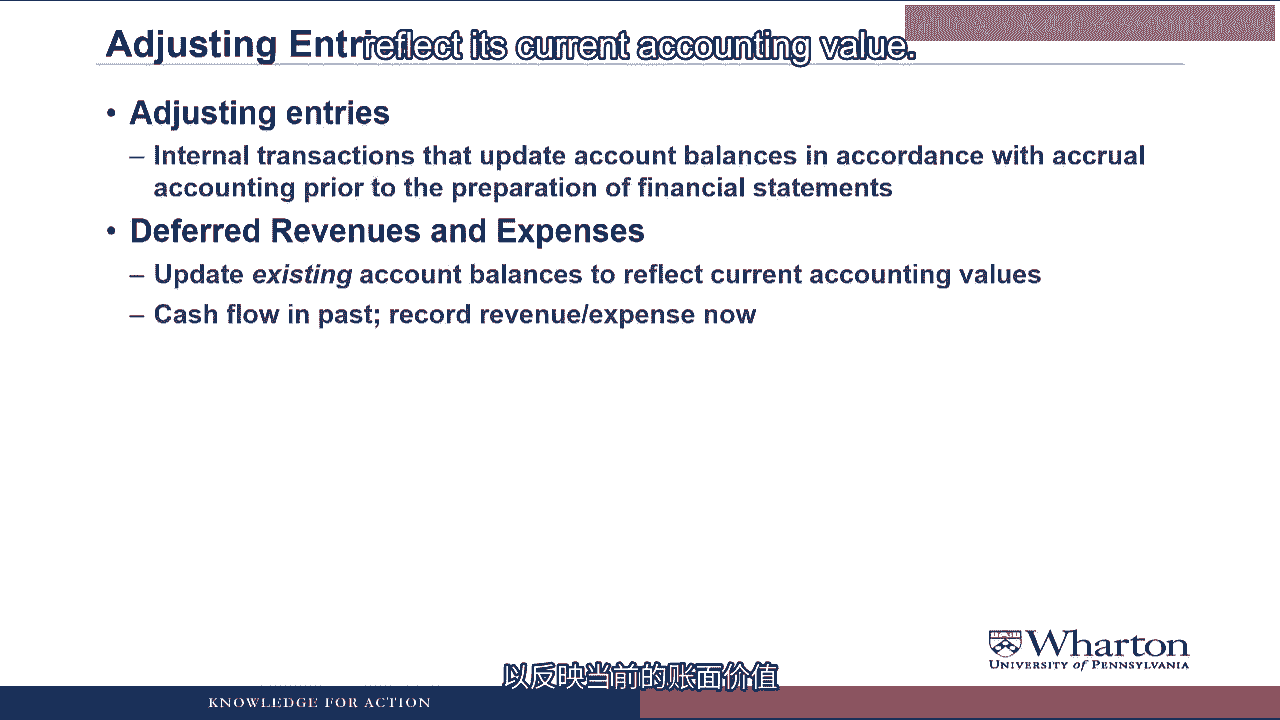 Adjusting Entri
reflect its current accounting value.
• Adjusting entries
– Internal transactions that update account balances in accordance with accrual
accounting prior to the preparation of financial statements
• Deferred Revenues and Expenses
– Update existing account balances to reflect current accounting values
– Cash flow in past; record revenue/expense now
Wharton
UNIVERSITY of PENNSYLVANIA
以反映当前的账面价值
KNOWLEDGE FOR ACTION